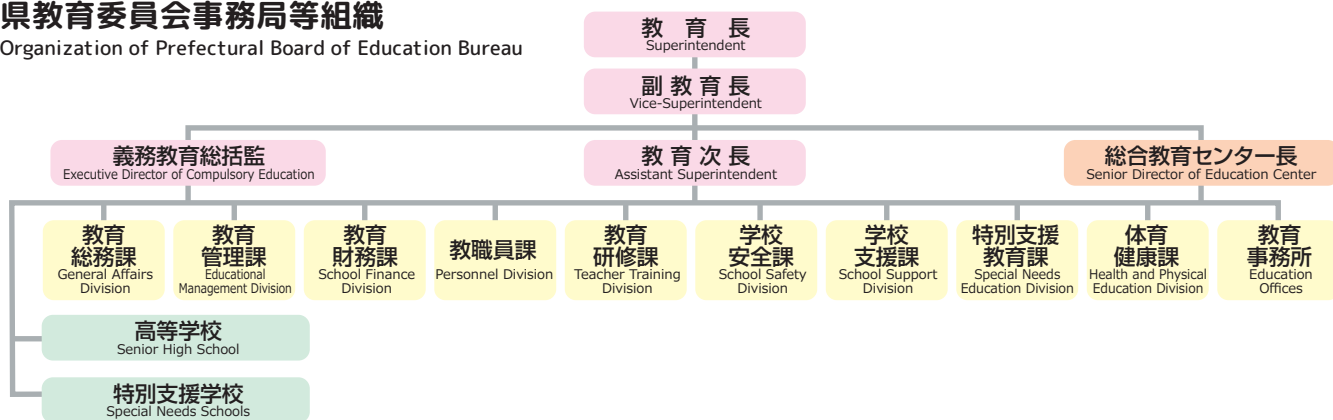 県教育委員会事務局等組織
Organization of Prefectural Board of Education Bureau
教育長
Superintendent
副教育長
Vice-Superintendent
義務教育総括監
Executive Director of Compulsory Education
教育次長
Assistant Superintendent
総合教育センター長
Senior Director of Education Center
教育
総務課
General Affairs
Division
教育
管理課
Educational
Management Division
教育
財務課
School Finance
Division
教職員課
Personnel Division
教育
研修課
Teacher Training
Division
学校
安全課
School Safety
Division
学校
支援課
School Support
Division
特別支援
教育課
Special Needs
Education Division
体育
健康課
Health and Physical
Education Division
教育
事務所
Education
Offices
高等学校
Senior High School
特別支援学校
Special Needs Schools